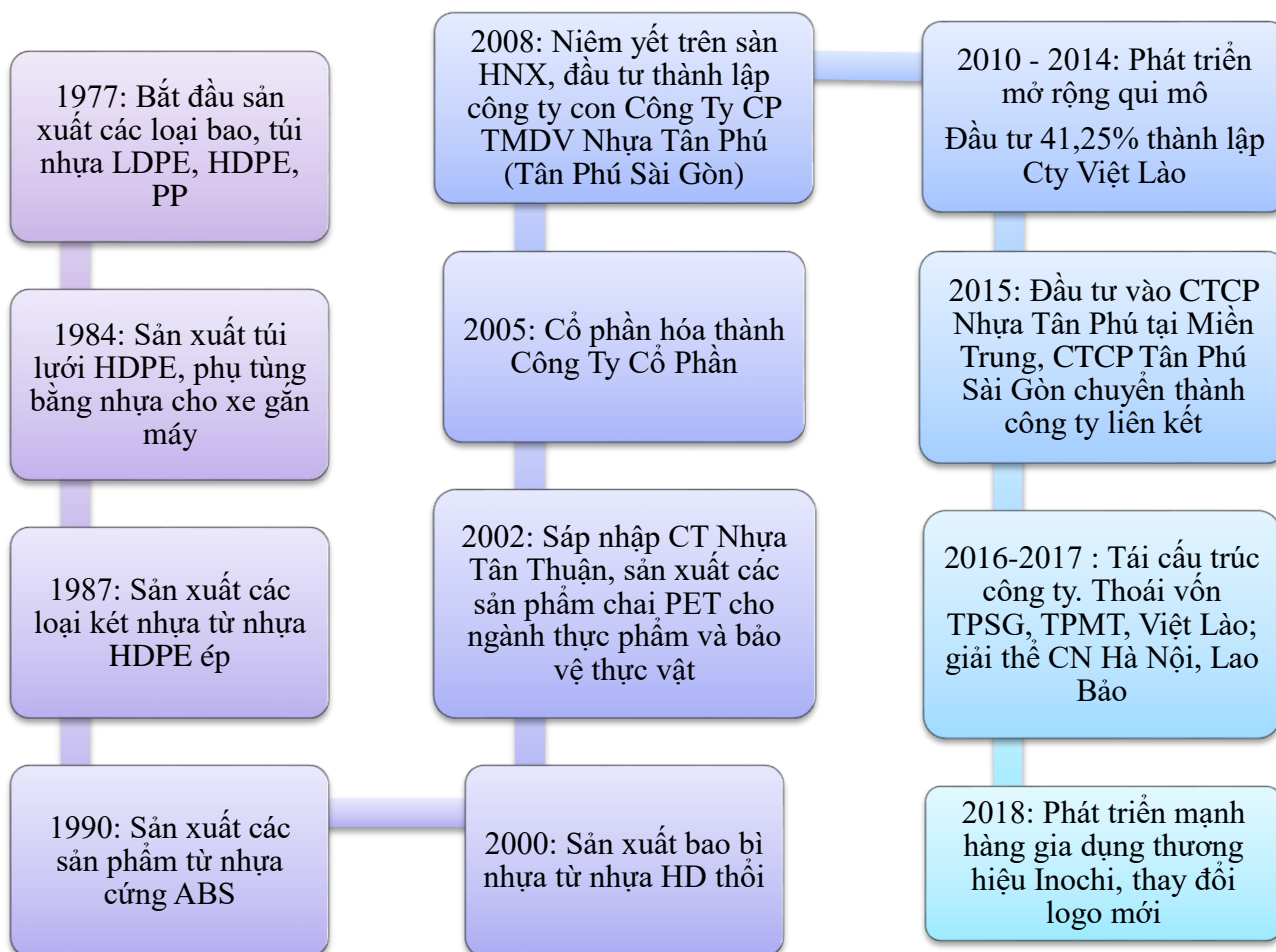 1977: Bắt đầu sản
xuất các loại bao, túi
nhựa LDPE, HDPE,
PP
1984: Sản xuất túi
lưới HDPE, phụ tùng
bằng nhựa cho xe gắn
máy
1987: Sản xuất các
loại két nhựa từ nhựa
HDPE ép
1990: Sản xuất các
sản phẩm từ nhựa
cứng ABS
2000: Sản xuất bao bì
nhựa từ nhựa HD thổi
2002: Sáp nhập CT Nhựa
Tân Thuận, sản xuất các
sản phẩm chai PET cho
ngành thực phẩm và bảo
vệ thực vật
2005: Cổ phần hóa thành
Công Ty Cổ Phần
2008: Niêm yết trên sàn
HNX, đầu tư thành lập
công ty con Công Ty CP
TMDV Nhựa Tân Phú
(Tân Phú Sài Gòn)
2010 - 2014: Phát triển
mở rộng qui mô
Đầu tư 41,25% thành lập
Cty Việt Lào
2015: Đầu tư vào CTCP
Nhựa Tân Phú tại Miền
Trung, CTCP Tân Phú
Sài Gòn chuyển thành
công ty liên kết
2016-2017 : Tái cấu trúc
công ty. Thoái vốn
TPSG, TPMT, Việt Lào;
giải thể CN Hà Nội, Lao
Bảo
2018: Phát triển mạnh
hàng gia dụng thương
hiệu Inochi, thay đổi
logo mới